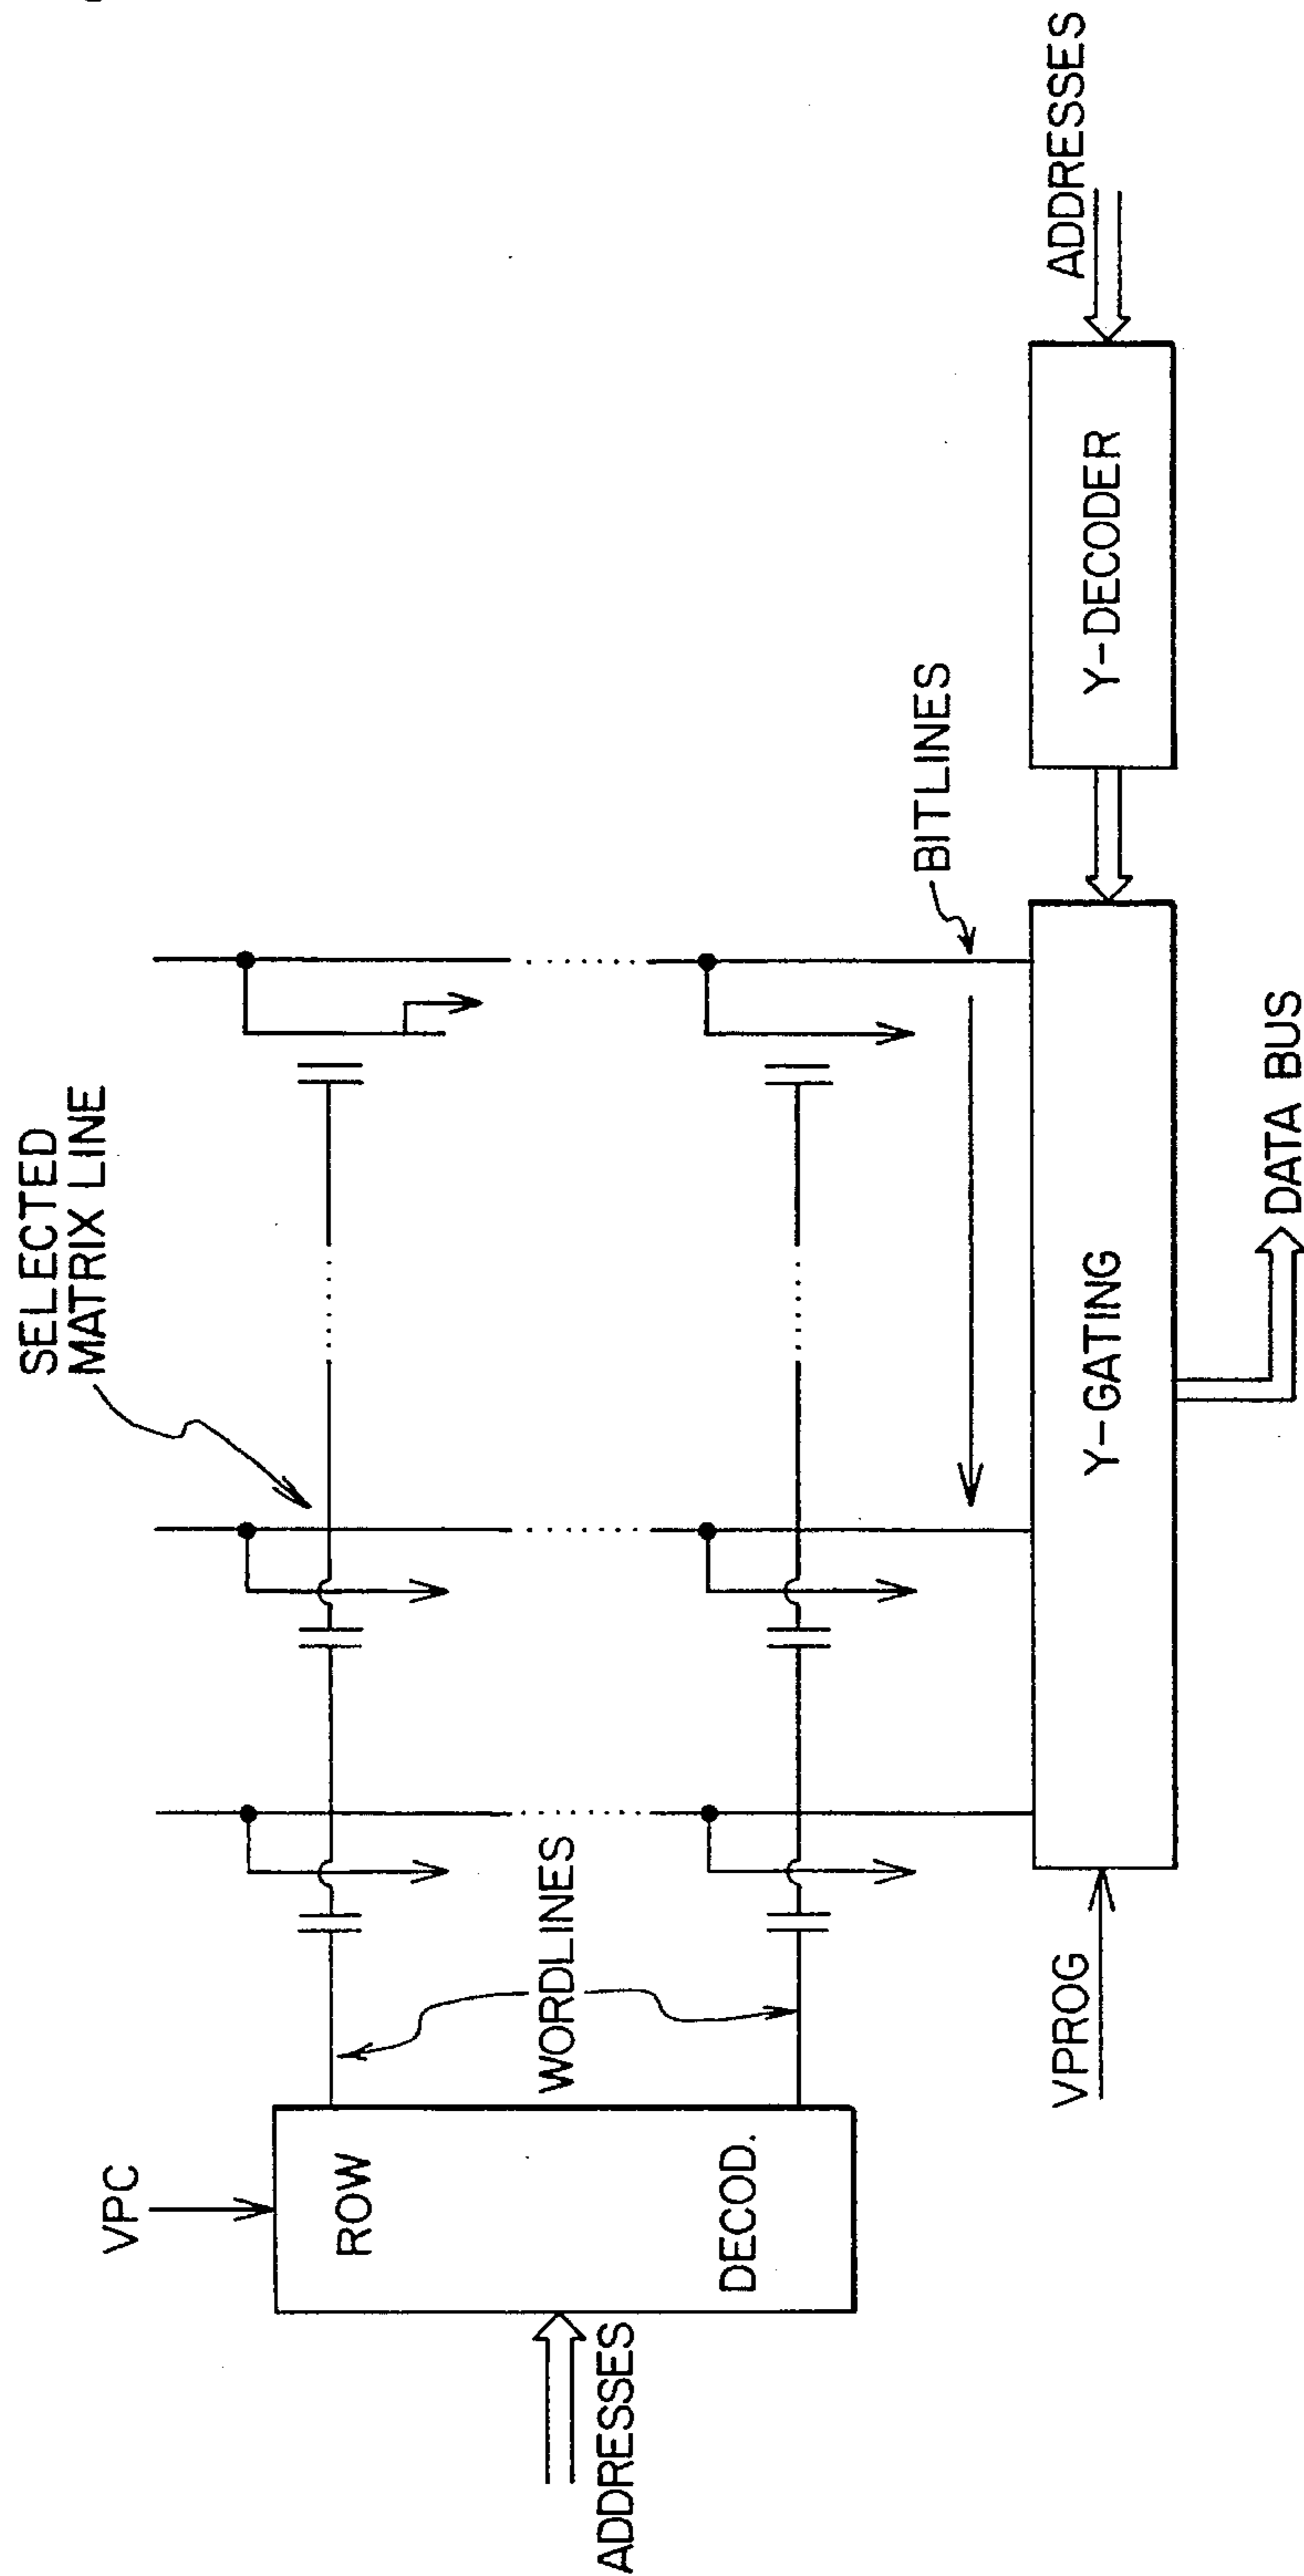 SELECTED
MATRIX LINE
VPC
ROW
DECOD.
ADDRESSES
WORDLINES
BITLINES
VPROG
Y-GATING
Y-DECODER
ADDRESSES
DATA BUS